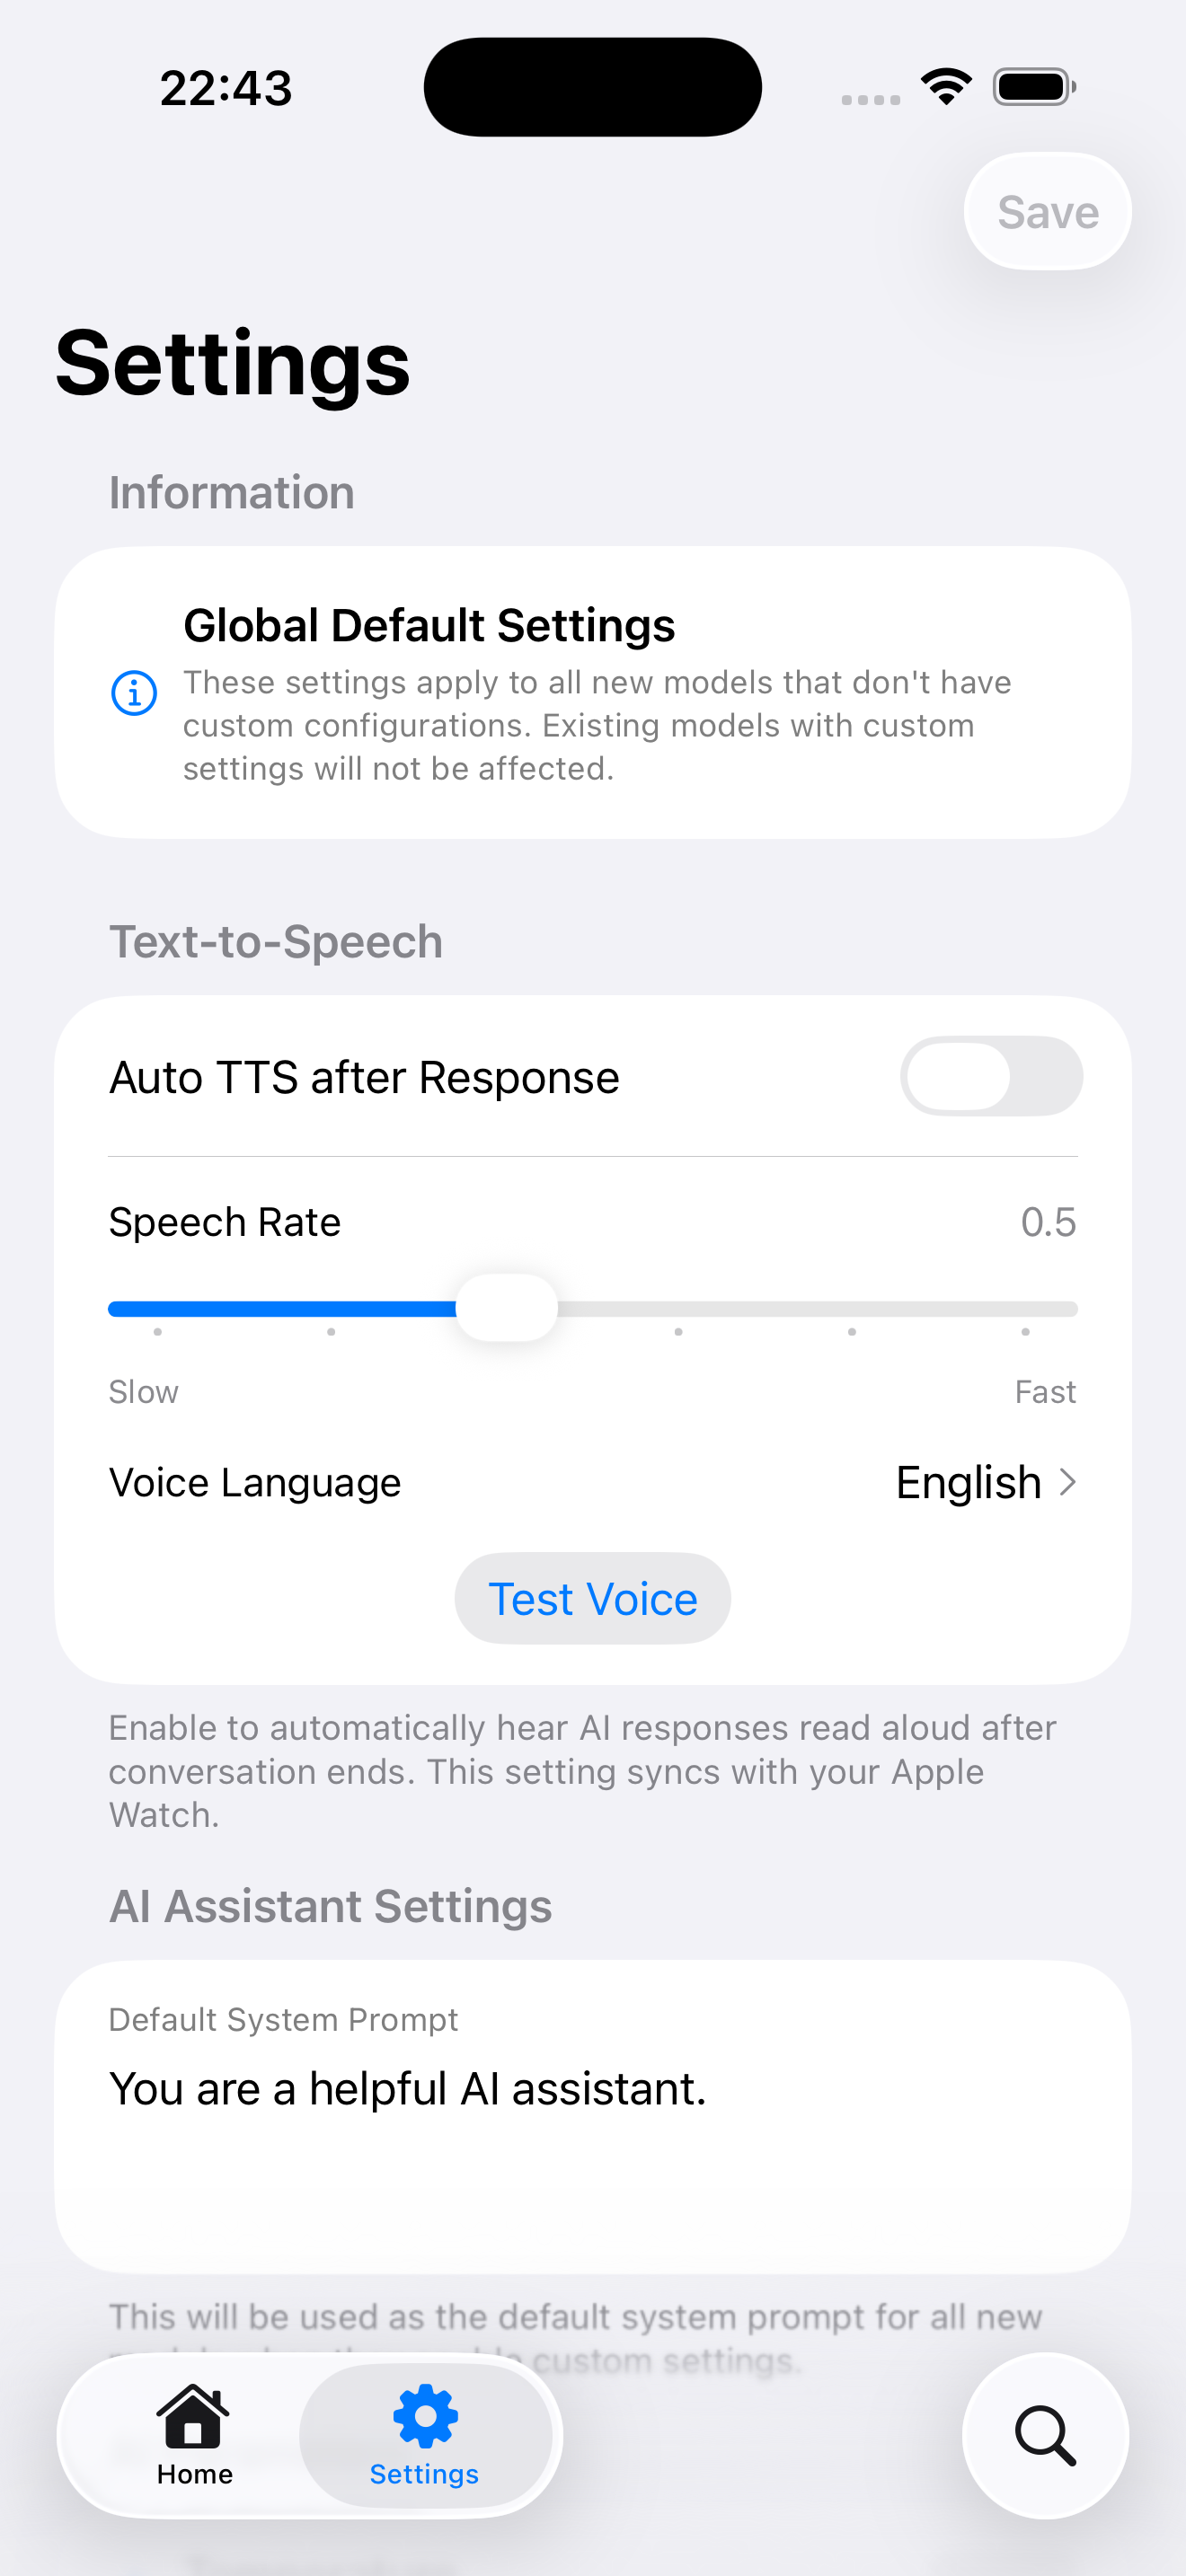 22:43
Save
Settings
Information
Global Default Settings
These settings apply to all new models that don't have
custom configurations. Existing models with custom
settings will not be affected.
Text-to-Speech
Auto TTS after Response
Speech Rate
0.5
Slow
Fast
Voice Language
English
Test Voice
Enable to automatically hear AI responses read aloud after
conversation ends. This setting syncs with your Apple
Watch.
AI Assistant Settings
Default System Prompt
You are a helpful AI assistant.
This will be used as the default system prompt for all new
custom settings.
Home
Settings